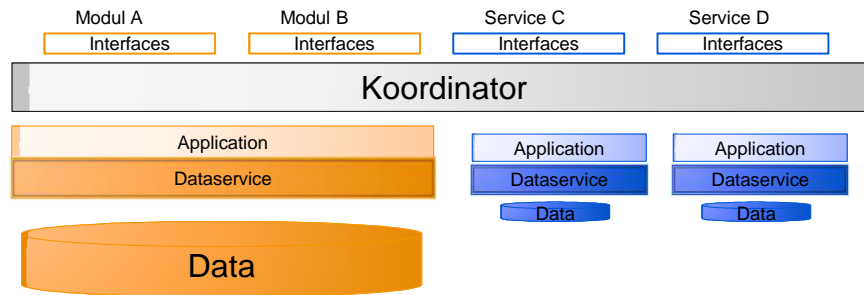 Modul A Modul B Service C Service D
Interfaces Interfaces Interfaces Interfaces
Koordinator
Application Application Application
Dataservice Dataservice Dataservice
Data Data
Data